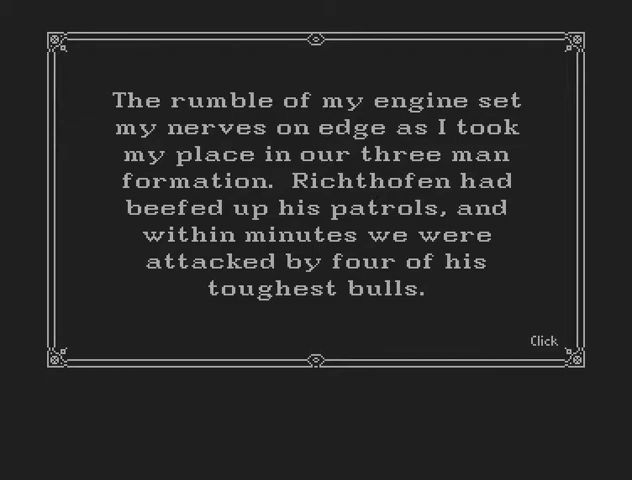 The rumble of my engine set
my nerves on edge as I took
my place in our three man
formation.  Richthofen had
beefed up his patrols, and
within minutes we were
attacked by four of his
toughest bulls.
Click